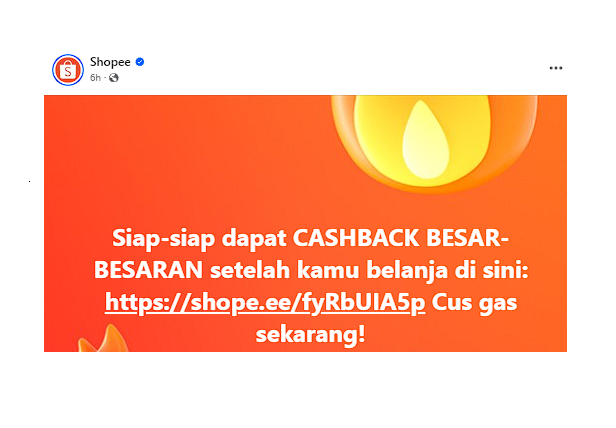 Shopee
6h ·
Siap-siap dapat CASHBACK BESAR-
BESARAN setelah kamu belanja di sini:
https://shope.ee/fyRbUIA5p Cus gas
sekarang!